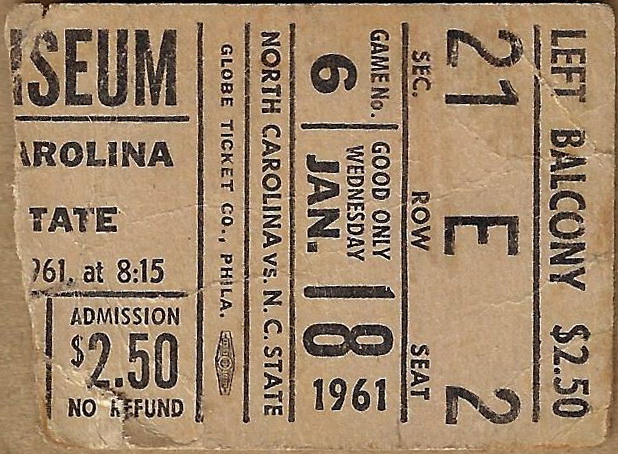 ISEUM
AROLINA
TATE
961, at 8:15
ADMISSION
$2.50
NO REFUND
GLOBE TICKET CO., PHILA.
NORTH CAROLINA vs. N. C. STATE
GAME No.
6
GOOD ONLY
WEDNESDAY
JAN. 18
1961
SEC. ROW SEAT
21 E 2
LEFT BALCONY $2.50